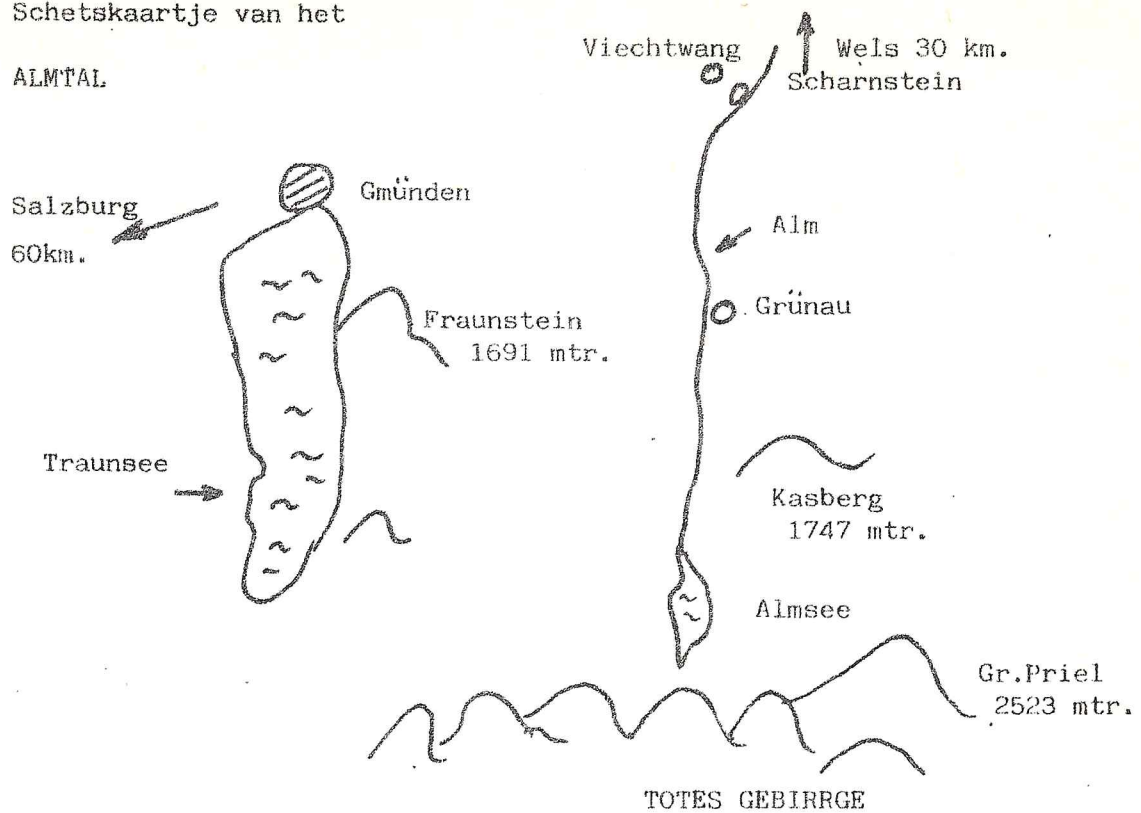 Schetskaartje van het
ALMTAL
Viechtwang
Wels 30 km.
Scharnstein
Gmünden
Salzburg
60km.
Alm
Grünau
Fraunstein
1691 mtr.
Traunsee
Kasberg
1747 mtr.
Almsee
Gr.Priel
2523 mtr.
TOTES GEBIRRGE